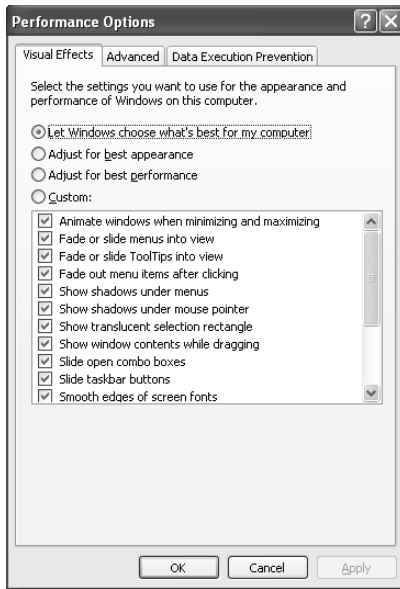 Performance Options
Visual Effects Advanced Data Execution Prevention
Select the settings you want to use for the appearance and
performance of Windows on this computer.
Let Windows choose what's best for my computer
Adjust for best appearance
Adjust for best performance
Custom:
Animate windows when minimizing and maximizing
Fade or slide menus into view
Fade or slide ToolTips into view
Fade out menu items after clicking
Show shadows under menus
Show shadows under mouse pointer
Show translucent selection rectangle
Show window contents while dragging
Slide open combo boxes
Slide taskbar buttons
Smooth edges of screen fonts
OK Cancel Apply